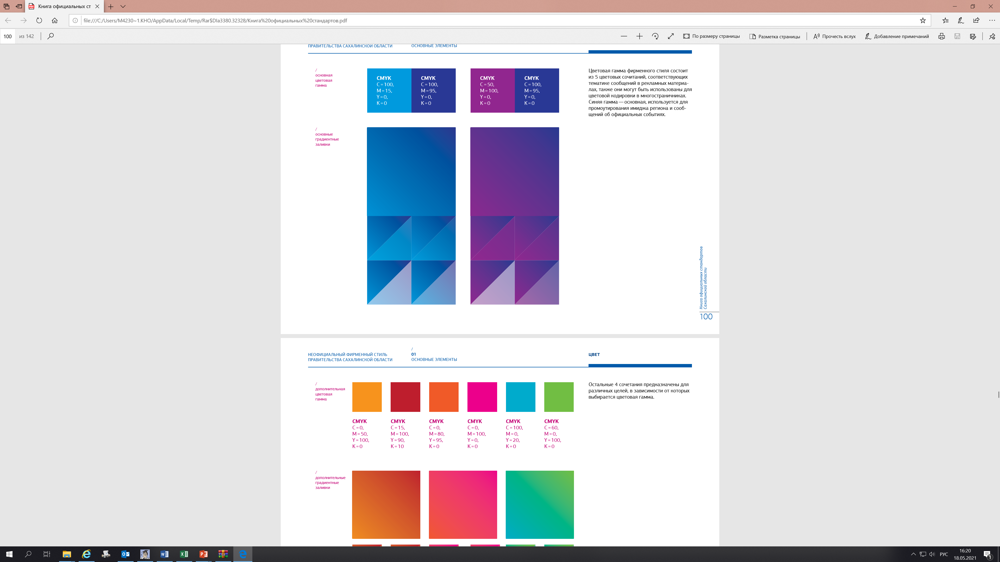 Книга официальных ст
file:///C:/Users/M4230~1.KHO/AppData/Local/Temp/Rar$DIa3380.32328/Книга%20официальных%20стандартов.pdf
100 из 142
По размеру страницы
Разметка страницы
Прочесть вслух
Добавление примечаний
ПРАВИТЕЛЬСТВА САХАЛИНСКОЙ ОБЛАСТИ
ОСНОВНЫЕ ЭЛЕМЕНТЫ
/
основная
цветовая
гамма
CMYK
C = 100,
M = 15,
Y = 0,
K = 0
CMYK
C = 100,
M = 95,
Y = 0,
K = 0
CMYK
C = 50,
M = 100,
Y = 0,
K = 0
CMYK
C = 100,
M = 95,
Y = 0,
K = 0
Цветовая гамма фирменного стиля состоит
из 5 цветовых сочитаний, соответствующих
тематике сообщений в рекламных материа-
лах, также они могут быть использованы для
цветовой кодировки в многостраничниках.
Синяя гамма — основная, используется для
промоутирования имиджа региона и сооб-
щений об официальных событиях.
/
основные
градиентные
заливки
Книга официальных стандартов
Сахалинской области
100
НЕОФИЦИАЛЬНЫЙ ФИРМЕННЫЙ СТИЛЬ
ПРАВИТЕЛЬСТВА САХАЛИНСКОЙ ОБЛАСТИ
/
01
ОСНОВНЫЕ ЭЛЕМЕНТЫ
ЦВЕТ
/
дополнительная
цветовая
гамма
CMYK
C = 0,
M = 50,
Y = 100,
K = 0
CMYK
C = 15,
M = 100,
Y = 90,
K = 10
CMYK
C = 0,
M = 80,
Y = 95,
K = 0
CMYK
C = 0,
M = 100,
Y = 0,
K = 0
CMYK
C = 100,
M = 0,
Y = 20,
K = 0
CMYK
C = 60,
M = 0,
Y = 100,
K = 0
Остальные 4 сочетания предназначены для
различных целей, в зависимости от которых
выбирается цветовая гамма.
/
дополнительные
градиентные
заливки
РУС
16:20
18.05.2021
1